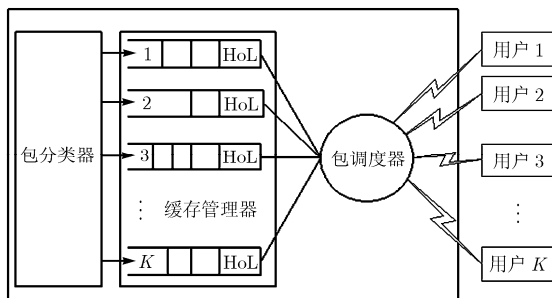 包分类器
1 HoL
2 HoL
3 HoL
⋮ 缓存管理器
K HoL
包调度器
用户 1
用户 2
用户 3
⋮
用户 K